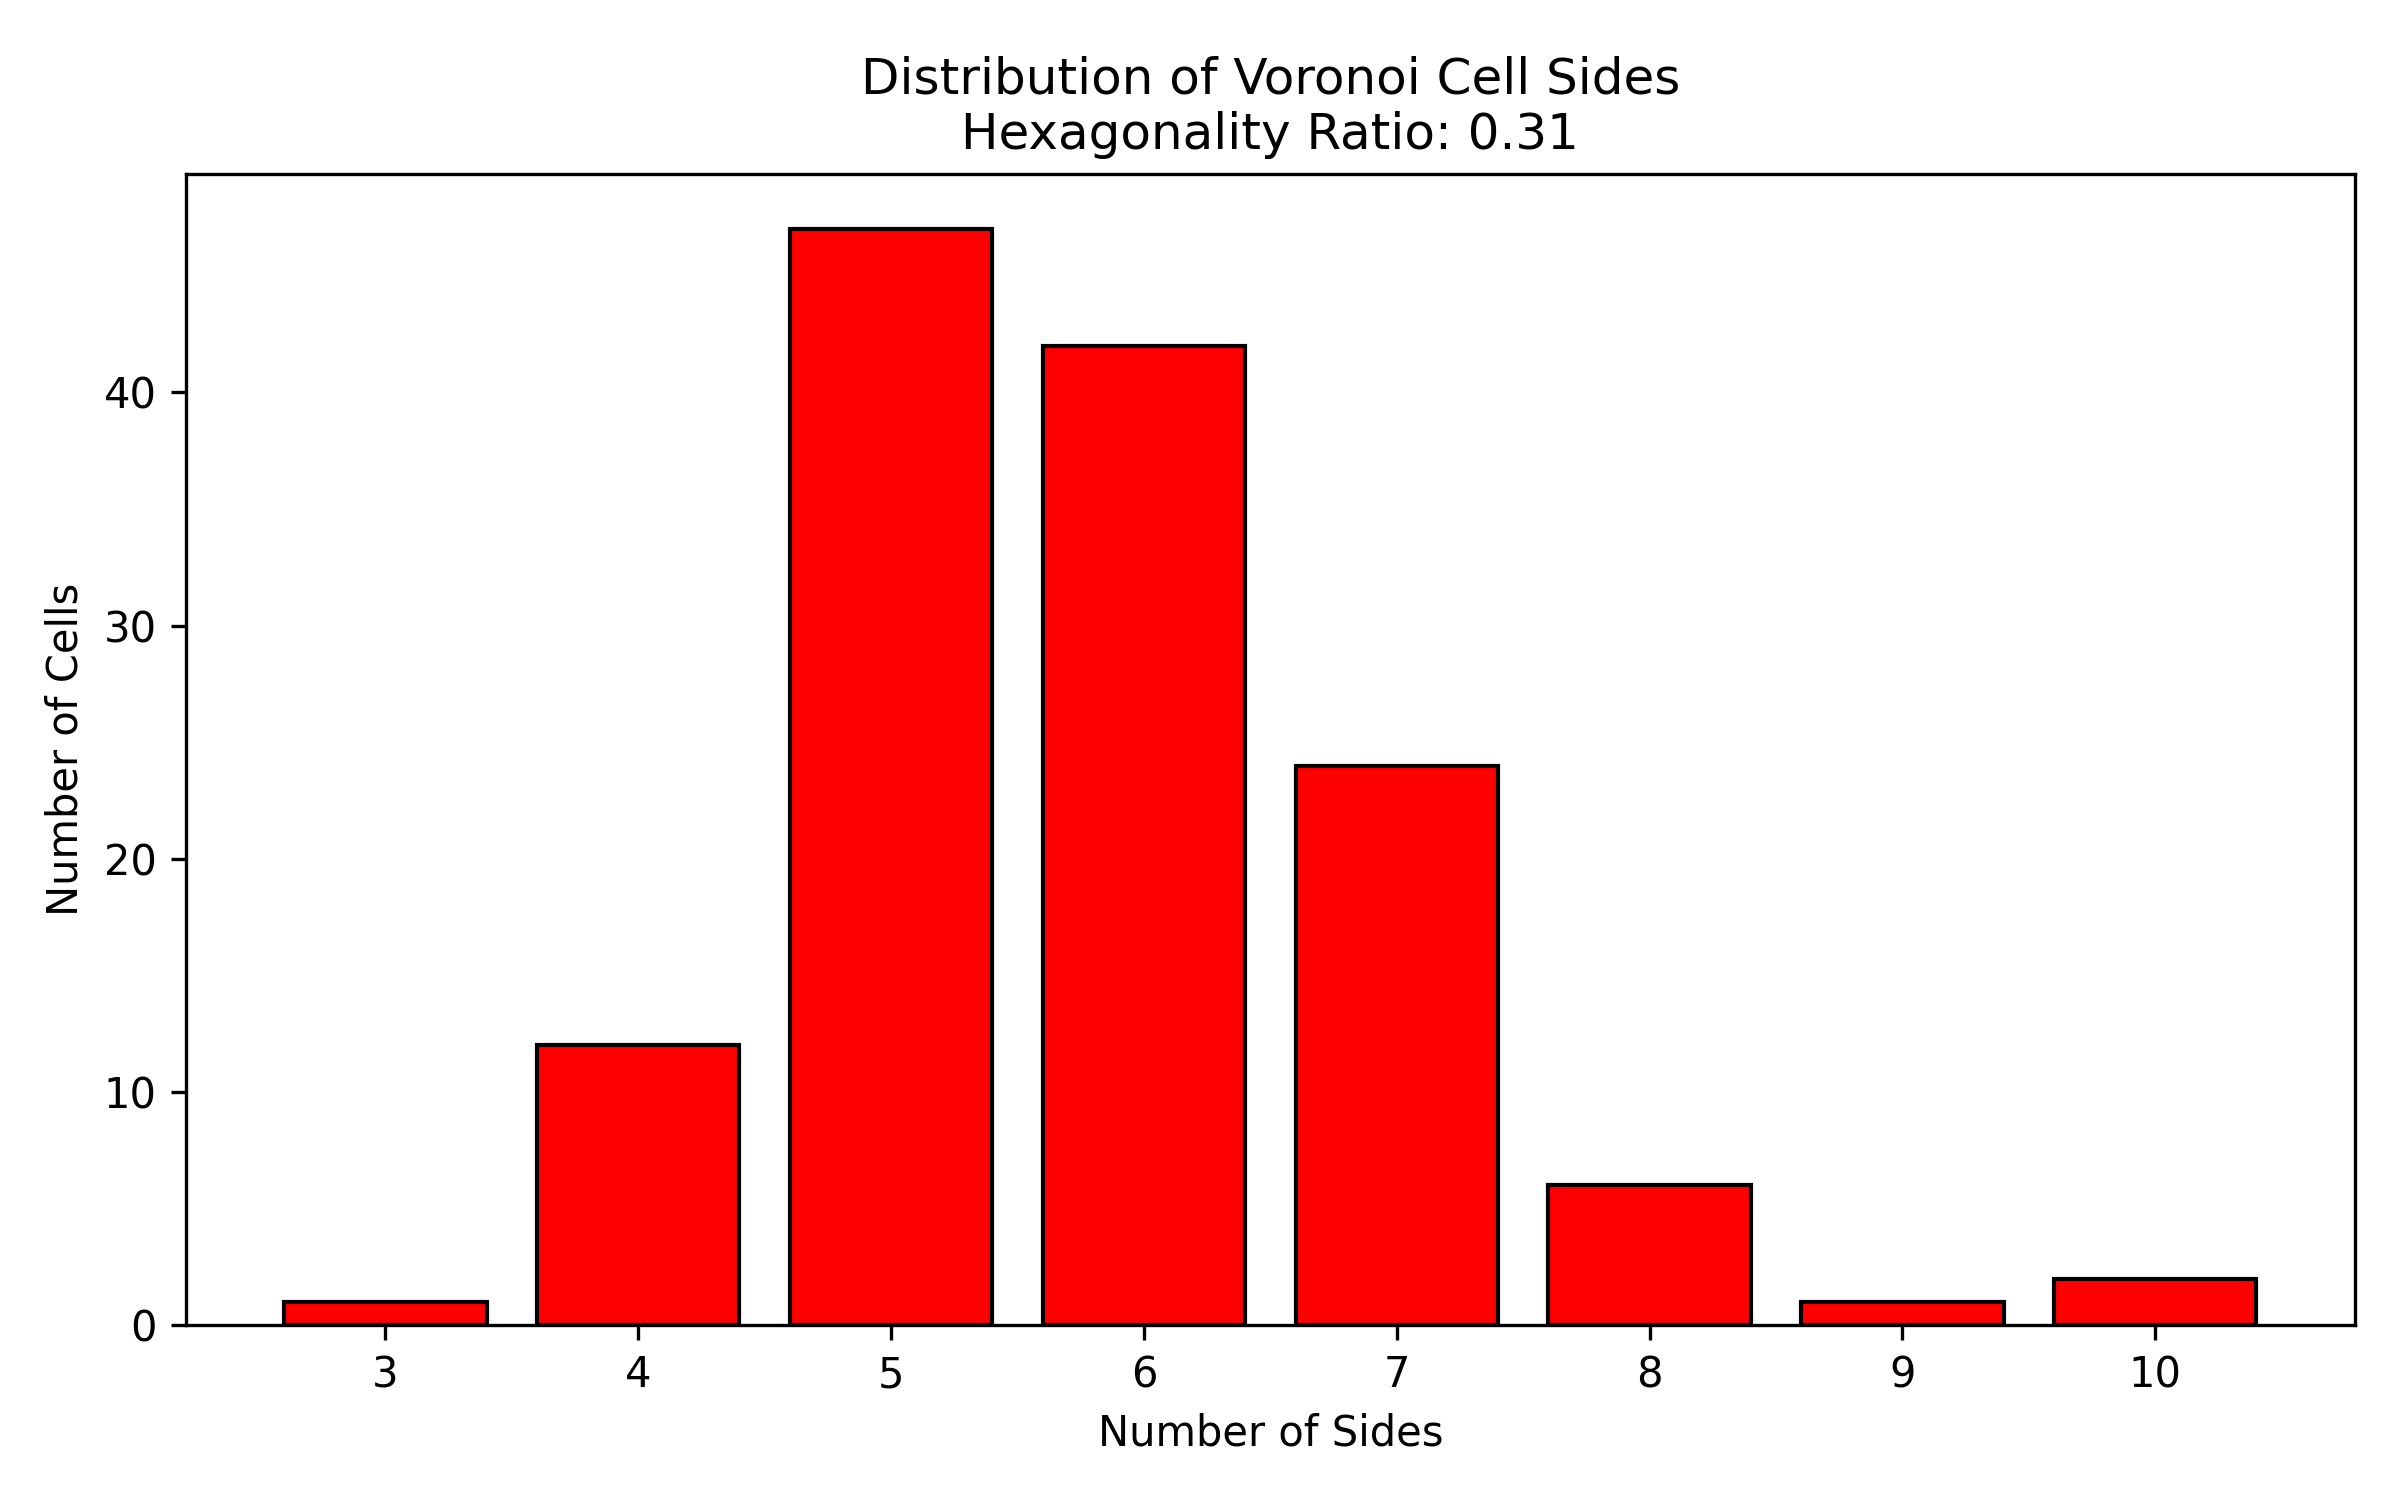 Distribution of Voronoi Cell Sides
Hexagonality Ratio: 0.31
Number of Cells
40
30
20
10
0
3 4 5 6 7 8 9 10
Number of Sides